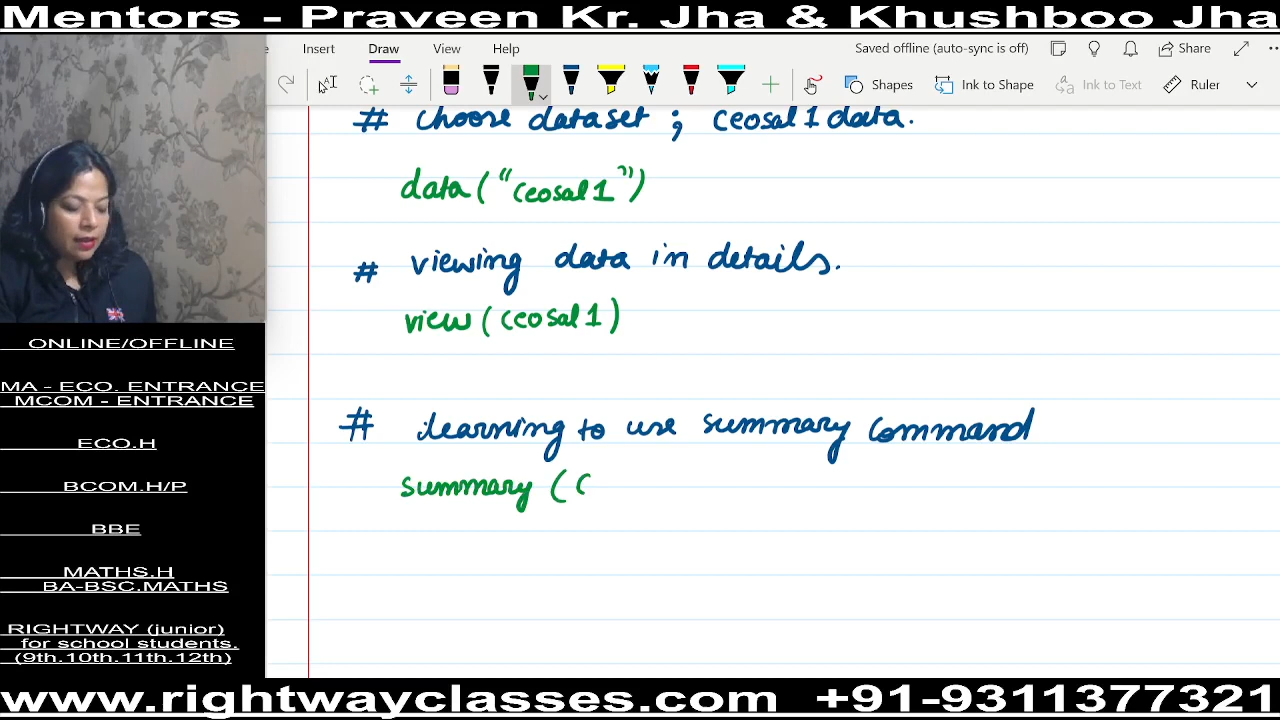 Mentors - Praveen Kr. Jha & Khushboo Jha
Insert Draw View Help Saved offline (auto-sync is off) Share
Shapes Ink to Shape Ink to Text Ruler
# choose dataset ; ceosal1data.
data("ceosal1")
# viewing data in details.
view (ceosal1)
# learning to use summary command
summary (c
ONLINE/OFFLINE
MA - ECO. ENTRANCE
MCOM - ENTRANCE
ECO.H
BCOM.H/P
BBE
MATHS.H
BA-BSC.MATHS
RIGHTWAY (junior)
for school students.
(9th.10th.11th.12th)
www.rightwayclasses.com +91-9311377321